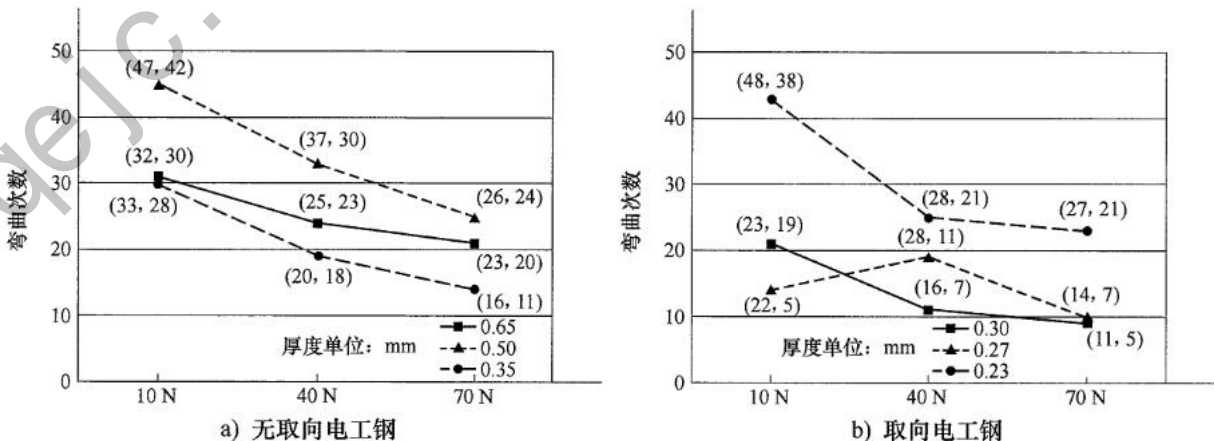 qejc.
弯曲次数
50
40
30
20
10
0
(47, 42)
(37, 30)
(32, 30)
(25, 23)
(26, 24)
(33, 28)
(20, 18)
(23, 20)
(16, 11)
厚度单位：mm
0.65
0.50
0.35
10 N
40 N
70 N
a) 无取向电工钢
弯曲次数
50
40
30
20
10
0
(48, 38)
(28, 21)
(27, 21)
(23, 19)
(28, 11)
(22, 5)
(16, 7)
(14, 7)
(11, 5)
厚度单位：mm
0.30
0.27
0.23
10 N
40 N
70 N
b) 取向电工钢